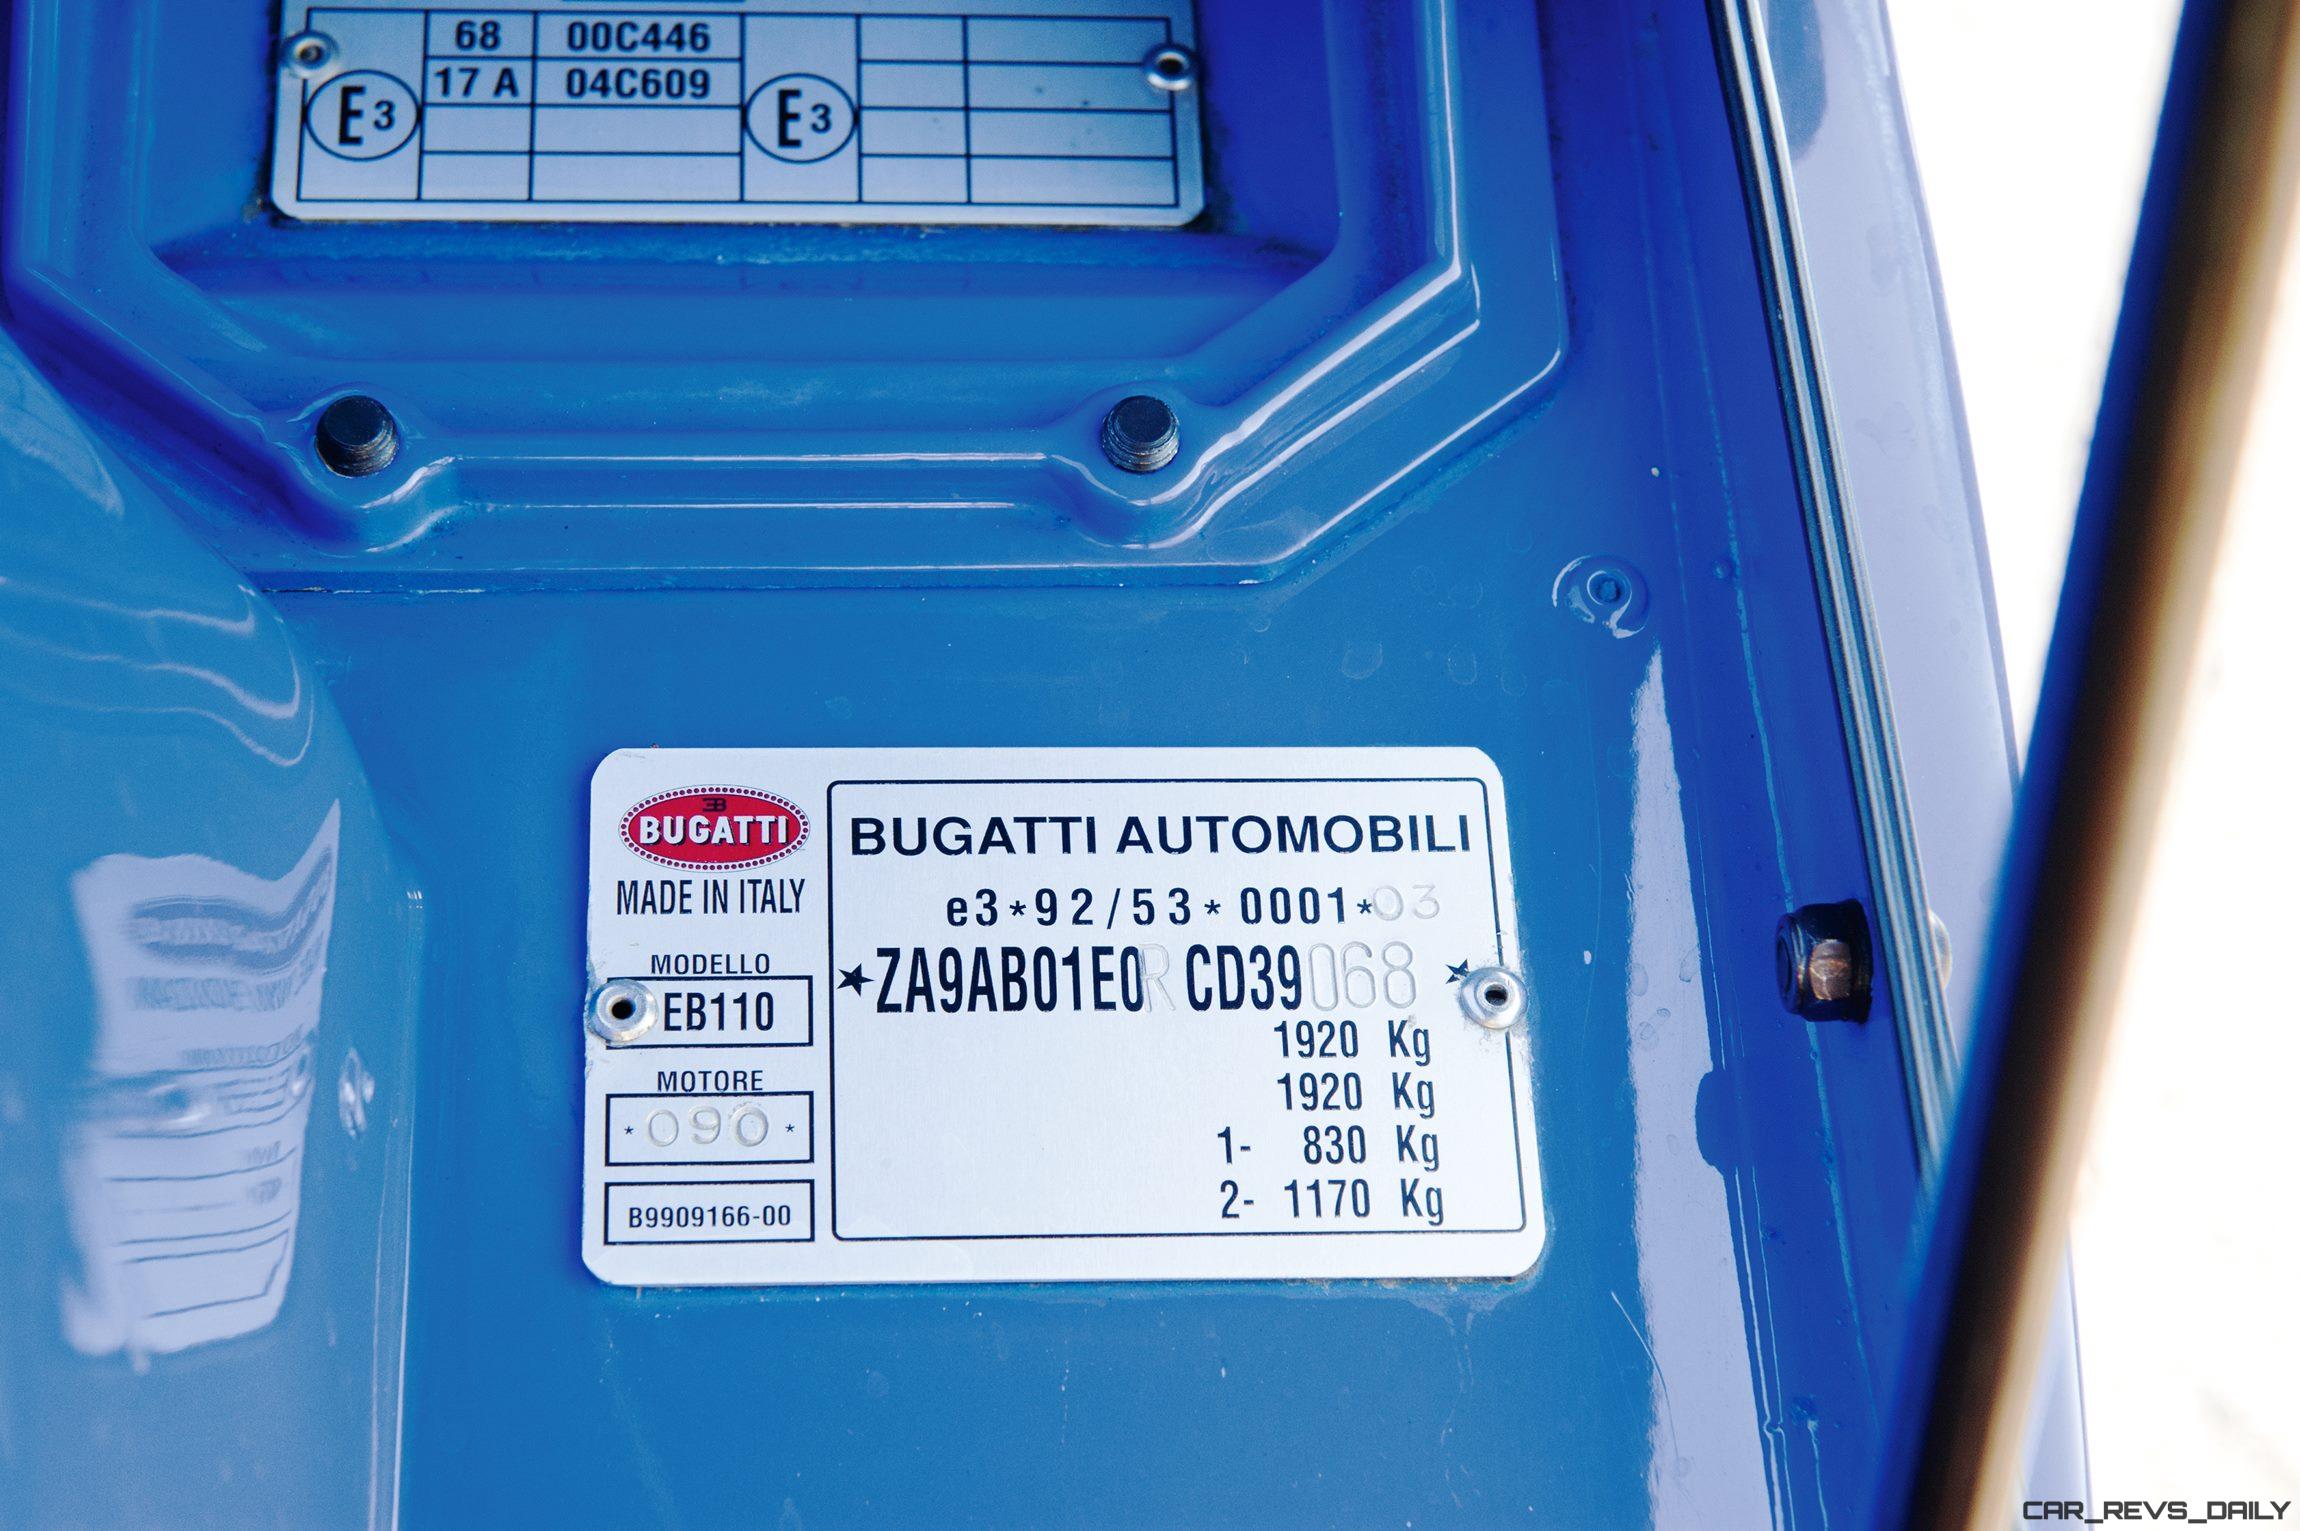 68 00C446
17 A 04C609
E3 E3
EB
BUGATTI
MADE IN ITALY
MODELLO
EB110
MOTORE
*090*
B9909166-00
BUGATTI AUTOMOBILI
e3*92/53*0001*03
★ZA9AB01E0R CD39068★
1920 Kg
1920 Kg
1- 830 Kg
2- 1170 Kg
CAR_REVS_DAILY